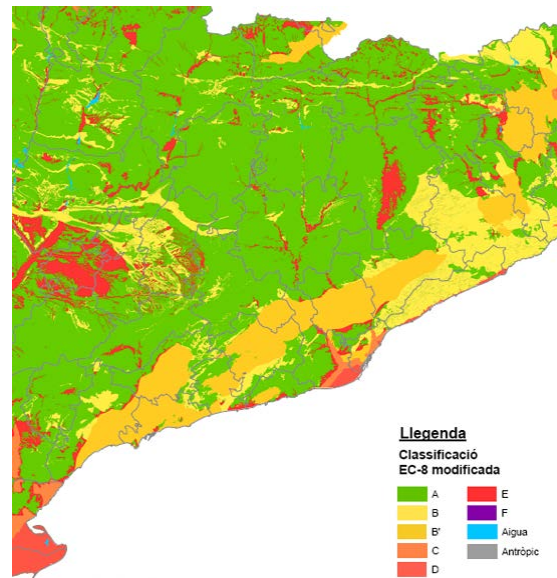 Llegenda
Classificació
EC-8 modificada
A
B
B'
C
D
E
F
Aigua
Antròpic